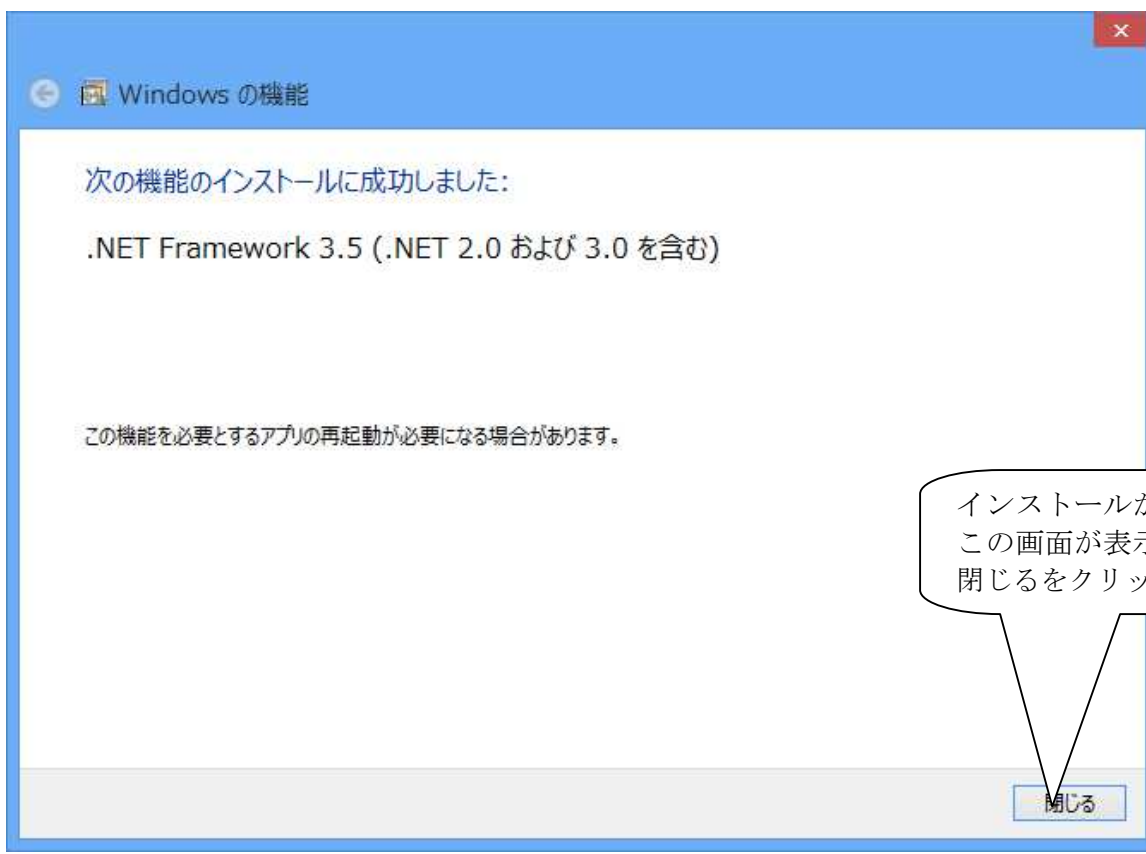 Windows の機能
次の機能のインストールに成功しました:
.NET Framework 3.5 (.NET 2.0 および 3.0 を含む)
この機能を必要とするアプリの再起動が必要になる場合があります。
インストールが
この画面が表示
閉じるをクリッ
閉じる